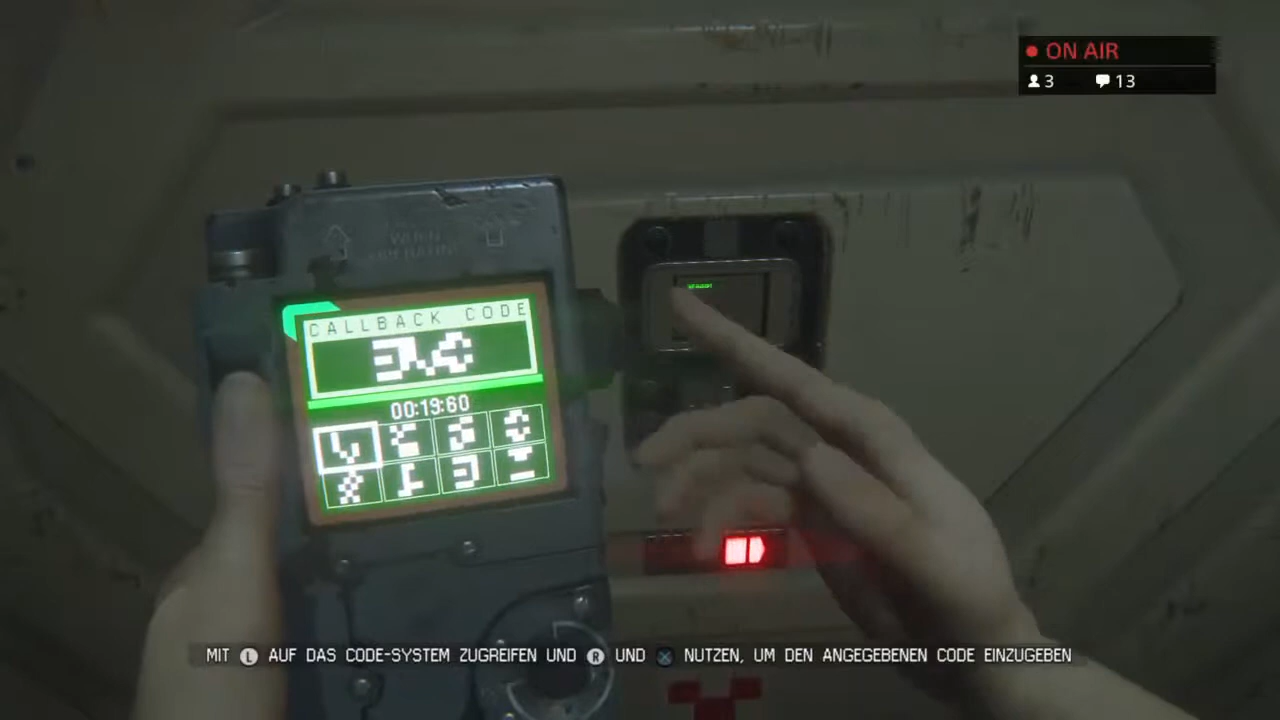 ON AIR
3 13
CALLBACK CODE
00:19:60
MIT L AUF DAS CODE-SYSTEM ZUGREIFEN UND R UND NUTZEN, UM DEN ANGEGEBENEN CODE EINZUGEBEN